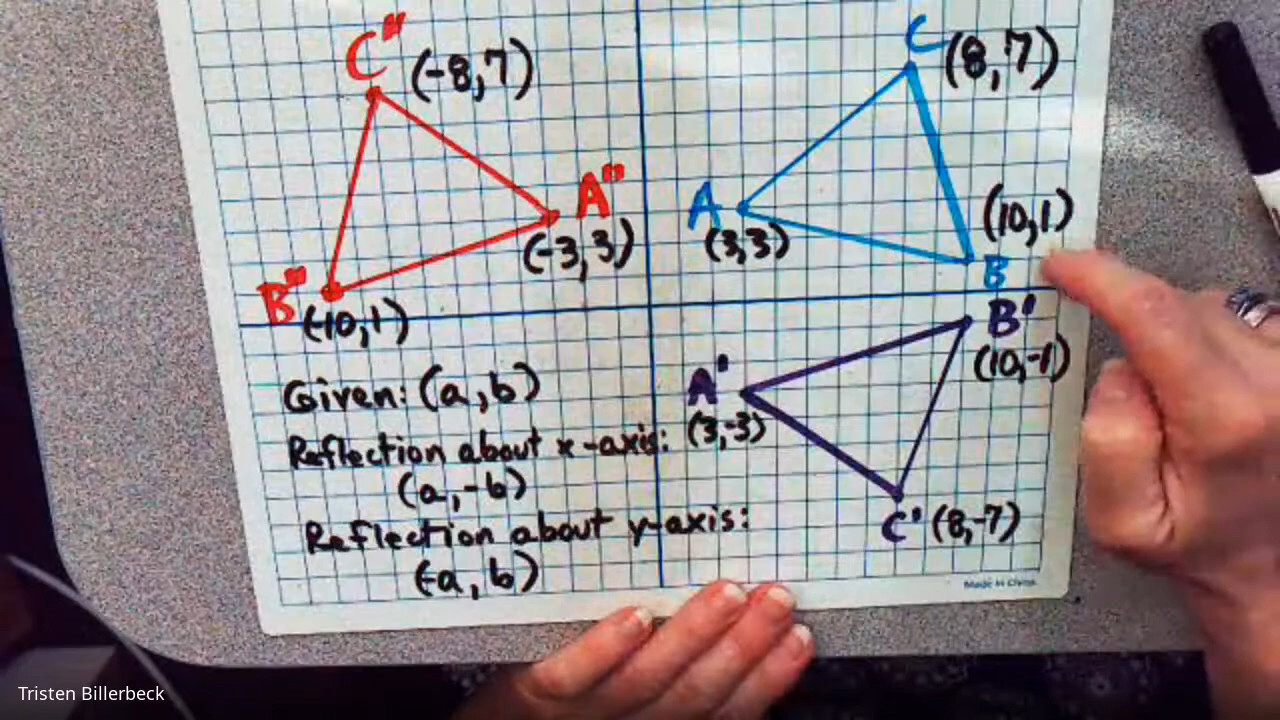 C" (-8,7)
C (8,7)
A"
(-3,3)
A
(3,3)
(10,1)
B
B"
(-10,1)
B'
(10,-1)
A'
(3,-3)
C' (8,-7)
Given: (a,b)
Reflection about x-axis:
(a,-b)
Reflection about y-axis:
(-a, b)
Made in China
Tristen Billerbeck